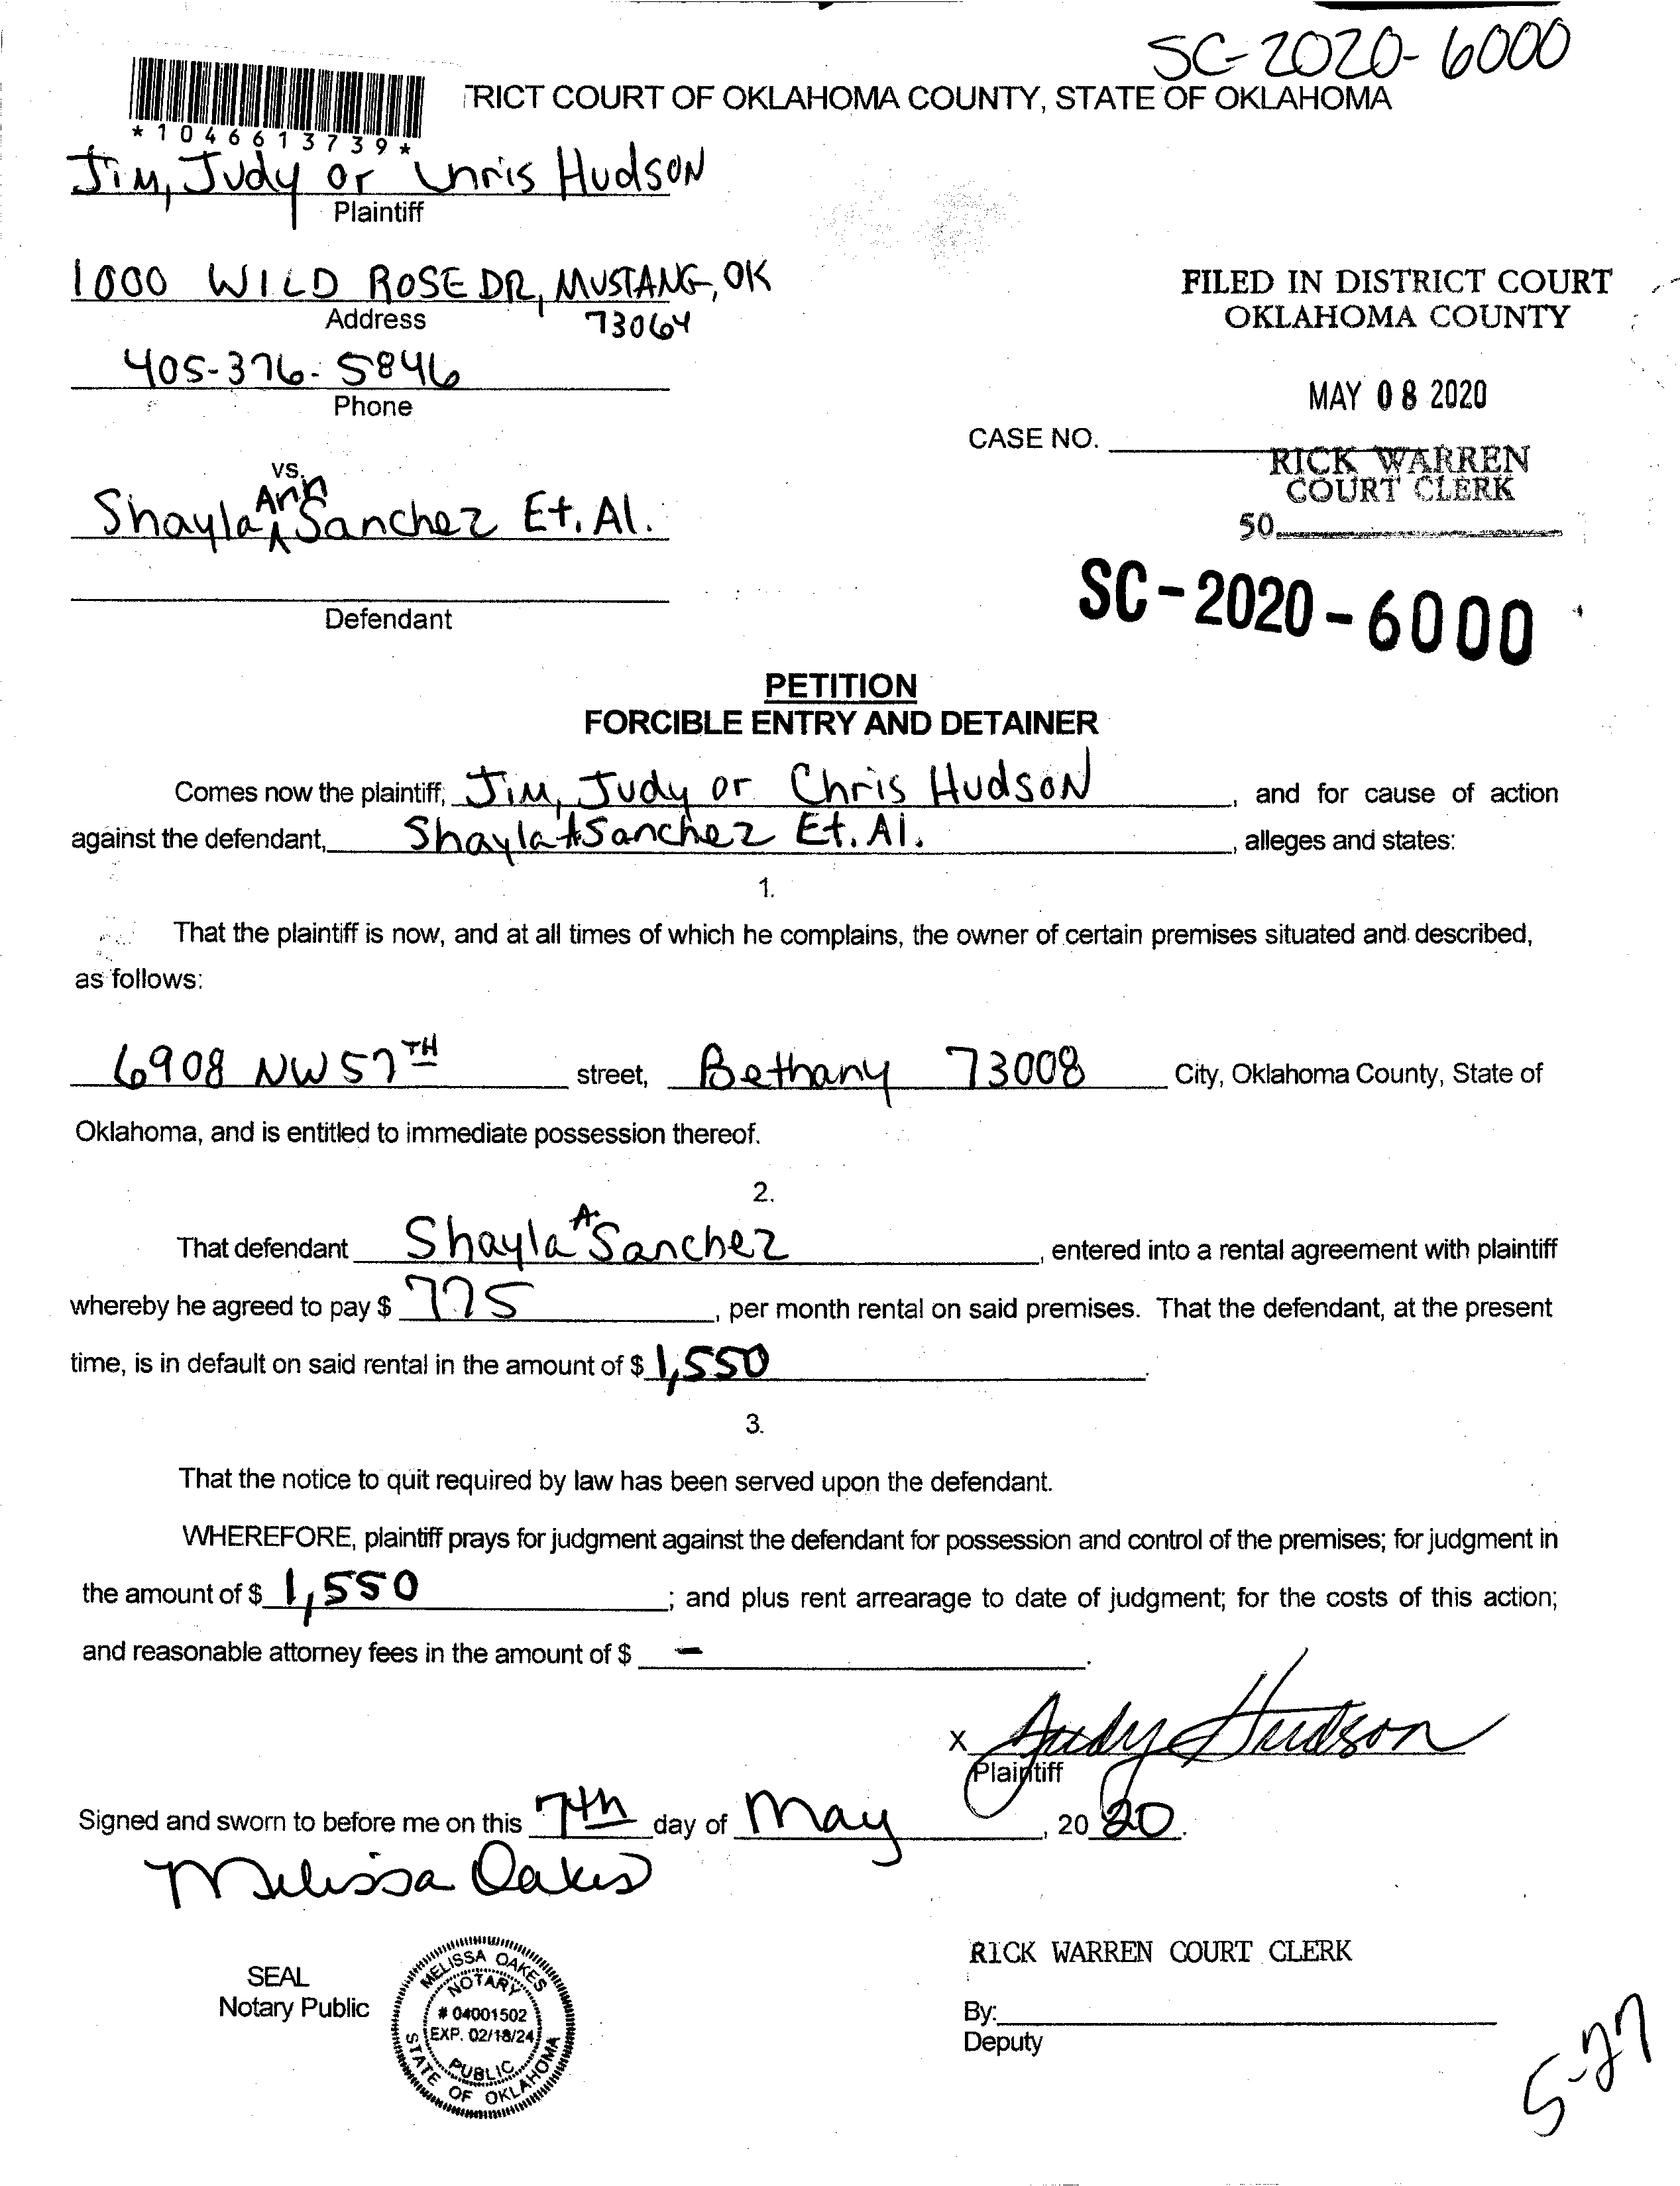 SC-2020-6000
TRICT COURT OF OKLAHOMA COUNTY, STATE OF OKLAHOMA
*1046613739*
Jim, Judy or Chris Hudson
Plaintiff
1000 WILD ROSE DR, MUSTANG, OK
Address 73064
405-376-5846
Phone
FILED IN DISTRICT COURT
OKLAHOMA COUNTY
MAY 08 2020
CASE NO.
RICK WARREN
COURT CLERK
50
vs.
Shayla Ann Sanchez Et. Al.
Defendant
SC-2020-6000
PETITION
FORCIBLE ENTRY AND DETAINER
Comes now the plaintiff, Jim, Judy or Chris Hudson, and for cause of action
against the defendant, Shayla A Sanchez Et. Al., alleges and states:
1.
That the plaintiff is now, and at all times of which he complains, the owner of certain premises situated and described,
as follows:
6908 NW 57TH street, Bethany 73008 City, Oklahoma County, State of
Oklahoma, and is entitled to immediate possession thereof.
2.
That defendant Shayla A Sanchez, entered into a rental agreement with plaintiff
whereby he agreed to pay $ 775, per month rental on said premises. That the defendant, at the present
time, is in default on said rental in the amount of $ 1,550.
3.
That the notice to quit required by law has been served upon the defendant.
WHEREFORE, plaintiff prays for judgment against the defendant for possession and control of the premises; for judgment in
the amount of $ 1,550; and plus rent arrearage to date of judgment; for the costs of this action;
and reasonable attorney fees in the amount of $ -.
x Judy Hudson
Plaintiff
Signed and sworn to before me on this 7th day of May, 2020.
Melissa Oakes
SEAL
Notary Public
MELISSA OAKES
NOTARY
# 04001502
EXP. 02/18/24
PUBLIC
STATE OF OKLAHOMA
RICK WARREN COURT CLERK
By:
Deputy
5-27